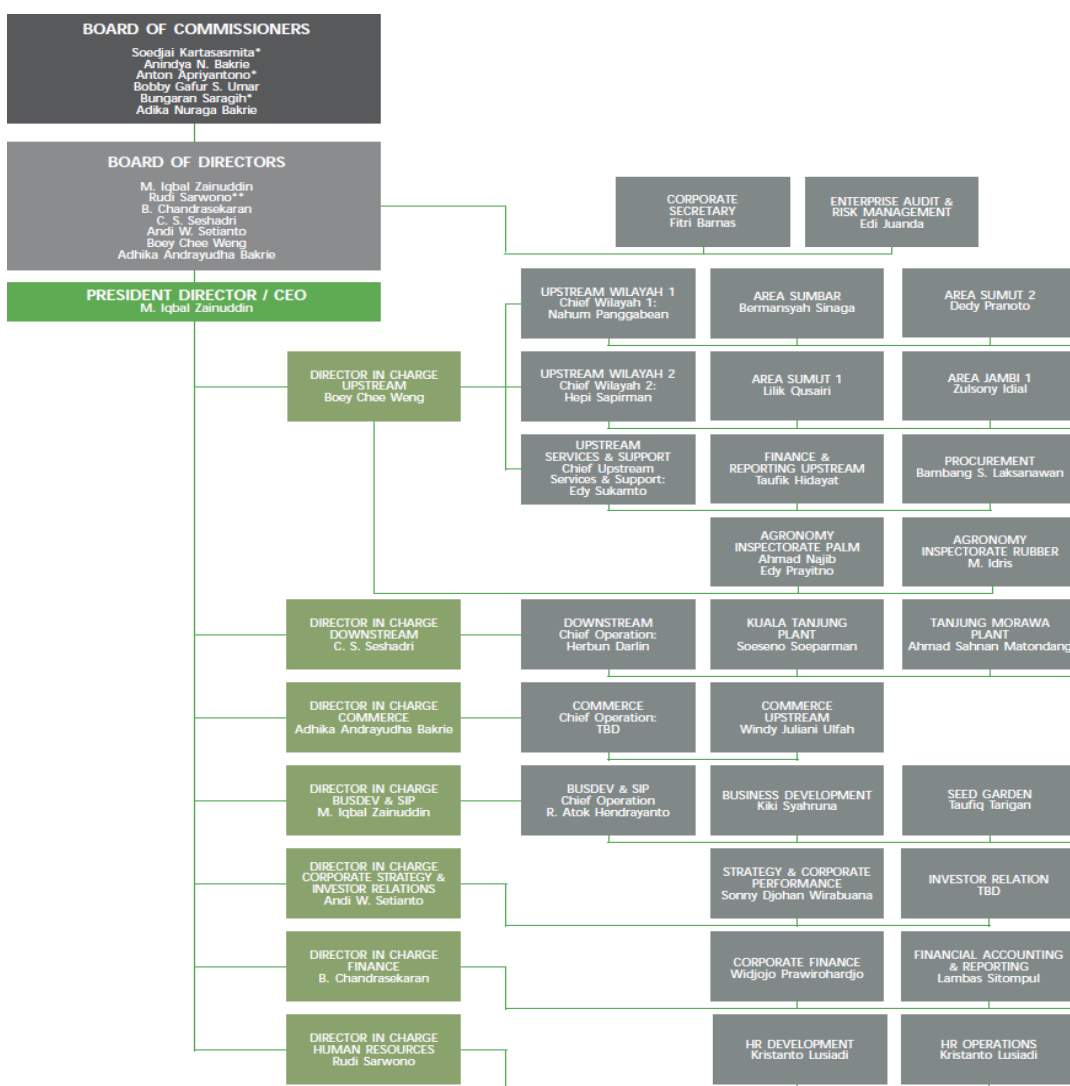 BOARD OF COMMISSIONERS
Soedjai Kartasasmita*
Anindya N. Bakrie
Anton Apriyantono*
Bobby Gafur S. Umar
Bungaran Saragih*
Adika Nuraga Bakrie
BOARD OF DIRECTORS
M. Iqbal Zainuddin
Rudi Sarwono**
B. Chandrasekaran
C. S. Seshadri
Andi W. Setianto
Boey Chee Weng
Adhika Andrayudha Bakrie
CORPORATE
SECRETARY
Fitri Barnas
ENTERPRISE AUDIT &
RISK MANAGEMENT
Edi Juanda
PRESIDENT DIRECTOR / CEO
M. Iqbal Zainuddin
UPSTREAM WILAYAH 1
Chief Wilayah 1:
Nahum Panggabean
AREA SUMBAR
Bermansyah Sinaga
AREA SUMUT 2
Dedy Pranoto
DIRECTOR IN CHARGE
UPSTREAM
Boey Chee Weng
UPSTREAM WILAYAH 2
Chief Wilayah 2:
Hepi Sapirman
AREA SUMUT 1
Lilik Qusairi
AREA JAMBI 1
Zulsony Idial
UPSTREAM
SERVICES & SUPPORT
Chief Upstream
Services & Support:
Edy Sukamto
FINANCE &
REPORTING UPSTREAM
Taufik Hidayat
PROCUREMENT
Bambang S. Laksanawan
AGRONOMY
INSPECTORATE PALM
Ahmad Najib
Edy Prayitno
AGRONOMY
INSPECTORATE RUBBER
M. Idris
DIRECTOR IN CHARGE
DOWNSTREAM
C. S. Seshadri
DOWNSTREAM
Chief Operation:
Herbun Darlin
KUALA TANJUNG
PLANT
Soeseno Soeparman
TANJUNG MORAWA
PLANT
Ahmad Sahnan Matondang
DIRECTOR IN CHARGE
COMMERCE
Adhika Andrayudha Bakrie
COMMERCE
Chief Operation:
TBD
COMMERCE
UPSTREAM
Windy Juliani Ulfah
DIRECTOR IN CHARGE
BUSDEV & SIP
M. Iqbal Zainuddin
BUSDEV & SIP
Chief Operation
R. Atok Hendrayanto
BUSINESS DEVELOPMENT
Kiki Syahruna
SEED GARDEN
Taufiq Tarigan
DIRECTOR IN CHARGE
CORPORATE STRATEGY &
INVESTOR RELATIONS
Andi W. Setianto
STRATEGY & CORPORATE
PERFORMANCE
Sonny Djohan Wirabuana
INVESTOR RELATION
TBD
DIRECTOR IN CHARGE
FINANCE
B. Chandrasekaran
CORPORATE FINANCE
Widjojo Prawirohardjo
FINANCIAL ACCOUNTING
& REPORTING
Lambas Sitompul
DIRECTOR IN CHARGE
HUMAN RESOURCES
Rudi Sarwono
HR DEVELOPMENT
Kristanto Lusiadi
HR OPERATIONS
Kristanto Lusiadi